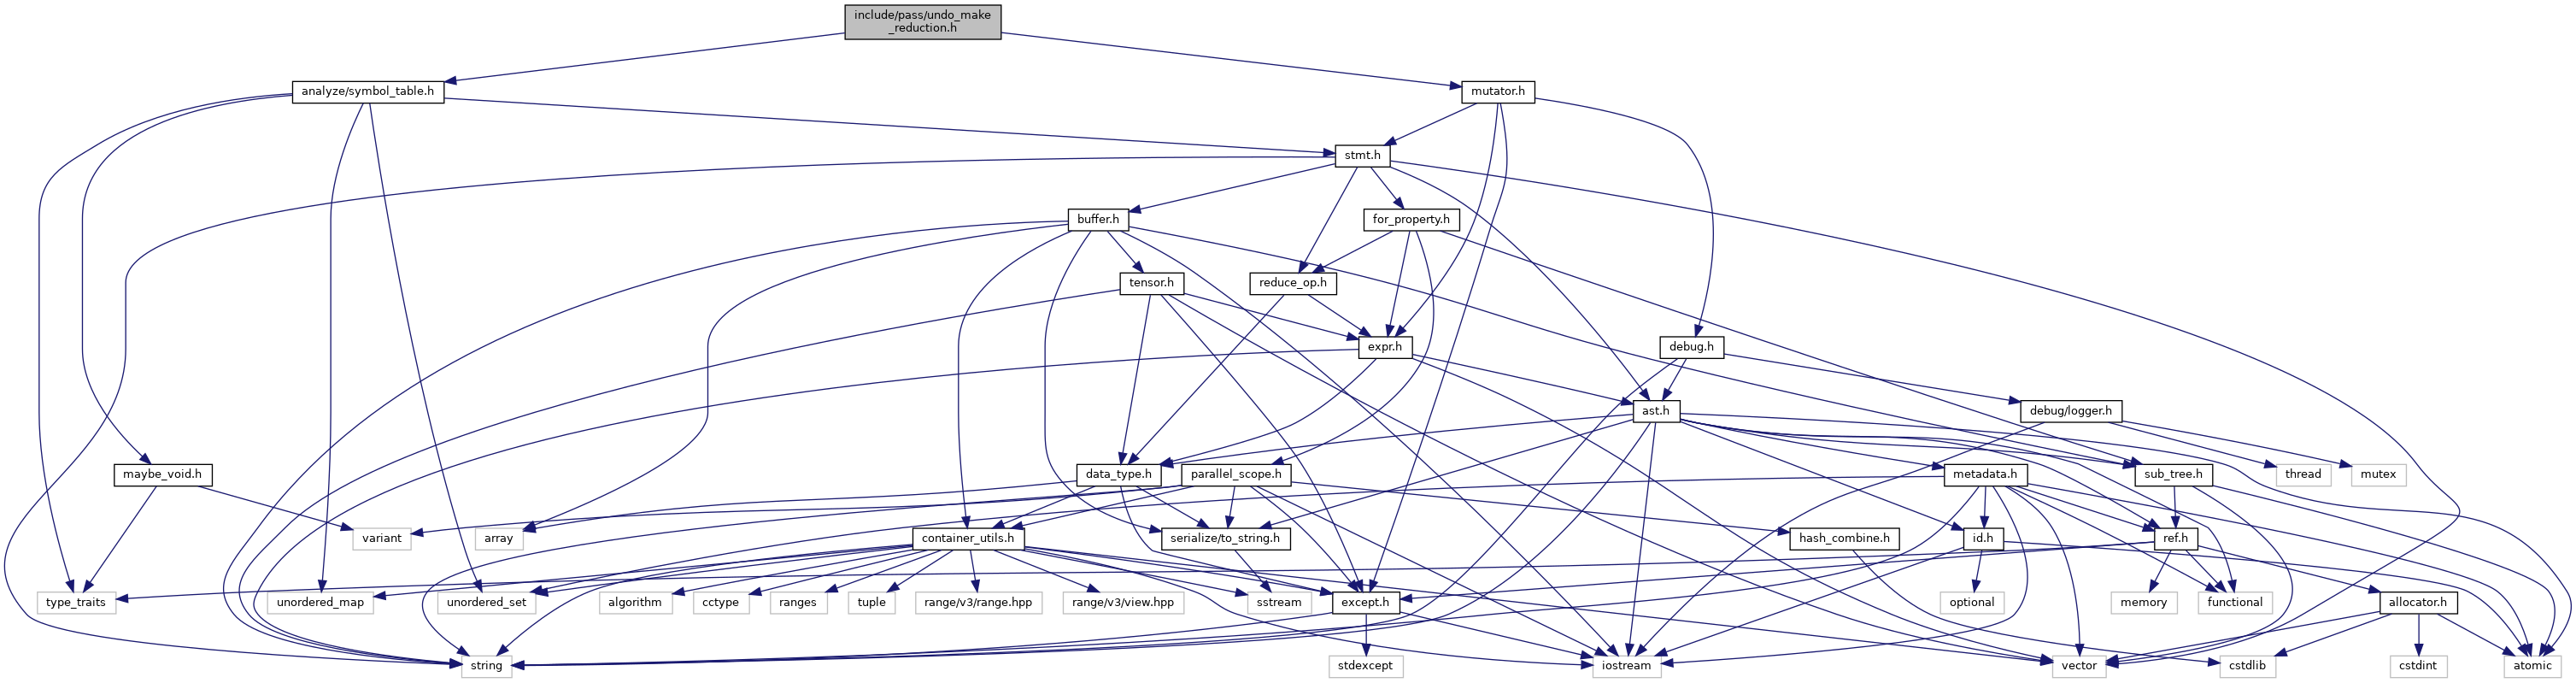 include/pass/undo_make
_reduction.h
analyze/symbol_table.h
mutator.h
stmt.h
buffer.h
for_property.h
tensor.h
reduce_op.h
expr.h
debug.h
ast.h
debug/logger.h
maybe_void.h
data_type.h
parallel_scope.h
metadata.h
sub_tree.h
thread
mutex
variant
array
container_utils.h
serialize/to_string.h
hash_combine.h
id.h
ref.h
type_traits
unordered_map
unordered_set
algorithm
cctype
ranges
tuple
range/v3/range.hpp
range/v3/view.hpp
sstream
except.h
optional
memory
functional
allocator.h
string
stdexcept
iostream
vector
cstdlib
cstdint
atomic